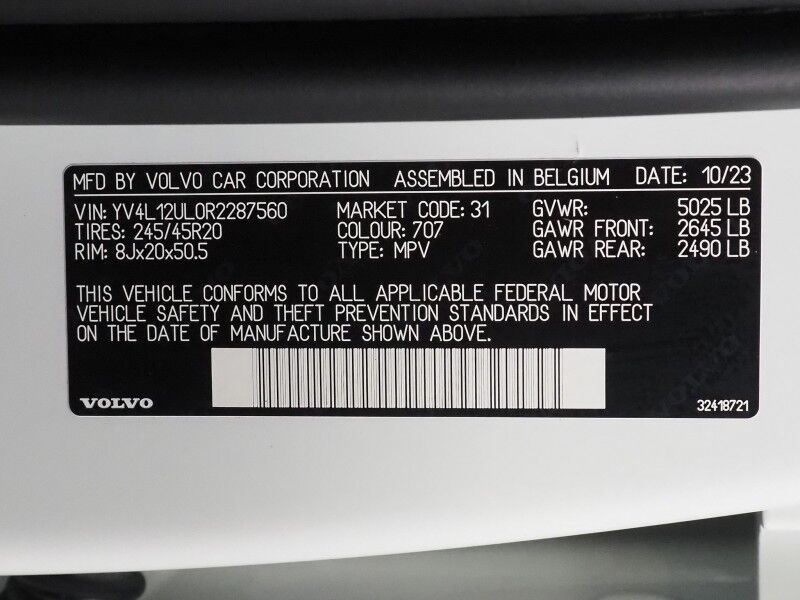 MFD BY VOLVO CAR CORPORATION ASSEMBLED IN BELGIUM DATE: 10/23
VIN: YV4L12UL0R2287560 MARKET CODE: 31 GVWR: 5025 LB
TIRES: 245/45R20 COLOUR: 707 GAWR FRONT: 2645 LB
RIM: 8Jx20x50.5 TYPE: MPV GAWR REAR: 2490 LB
THIS VEHICLE CONFORMS TO ALL APPLICABLE FEDERAL MOTOR
VEHICLE SAFETY AND THEFT PREVENTION STANDARDS IN EFFECT
ON THE DATE OF MANUFACTURE SHOWN ABOVE.
VOLVO 32418721